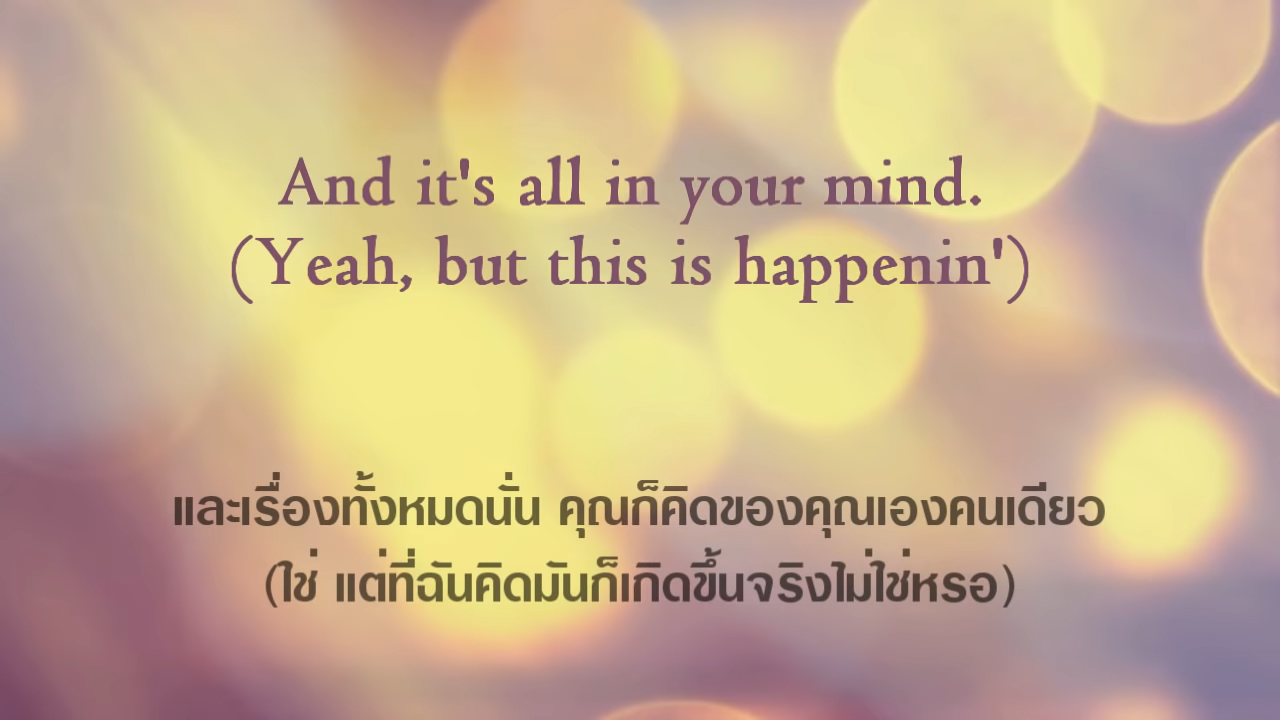 And it's all in your mind.
(Yeah, but this is happenin')
และเรื่องทั้งหมดนั่น คุณก็คิดของคุณเองคนเดียว
(ใช่ แต่ที่ฉันคิดมันก็เกิดขึ้นจริงไม่ใช่หรอ)